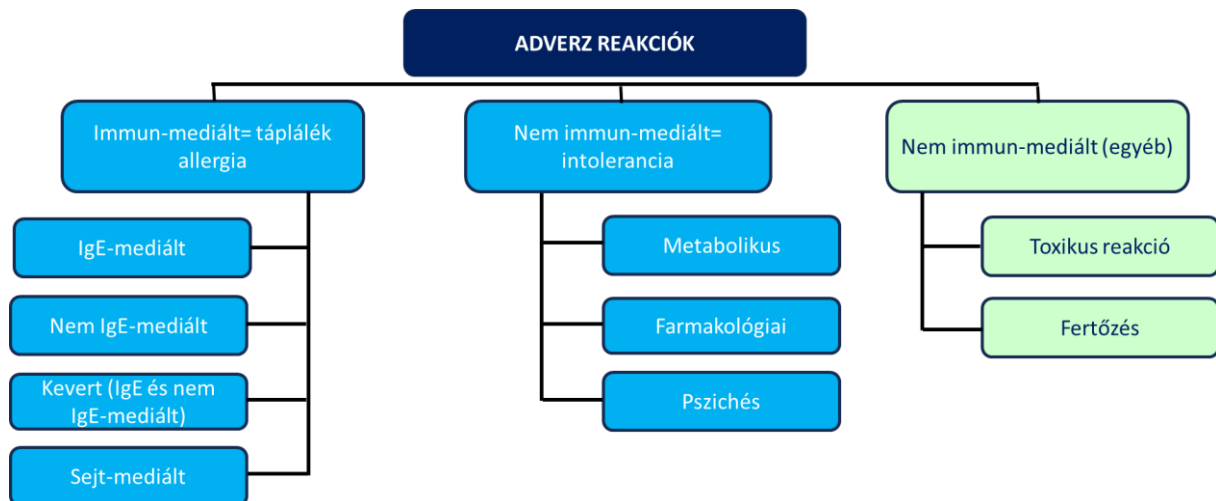 ADVERZ REAKCIÓK
Immun-mediált= táplálék
allergia
IgE-mediált
Nem IgE-mediált
Kevert (IgE és nem
IgE-mediált)
Sejt-mediált
Nem immun-mediált=
intolerancia
Metabolikus
Farmakológiai
Pszichés
Nem immun-mediált (egyéb)
Toxikus reakció
Fertőzés